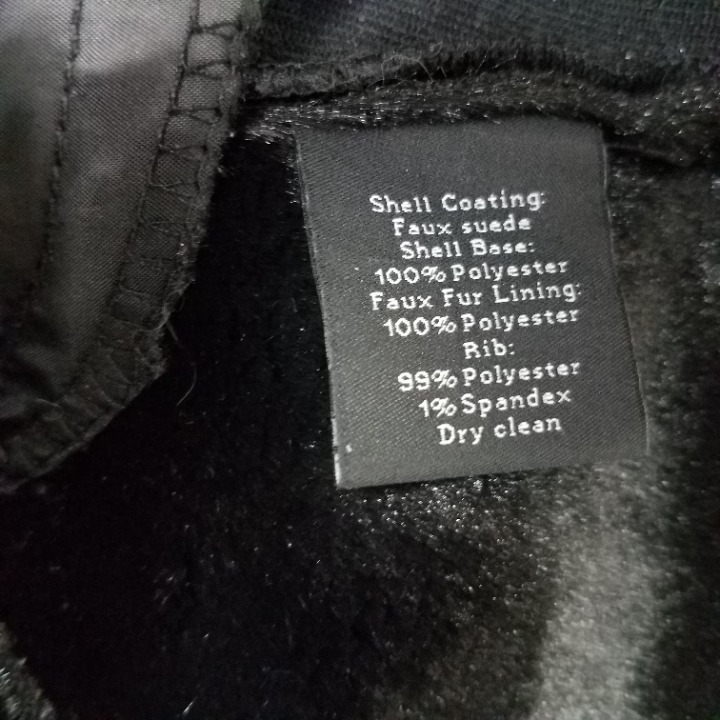 Shell Coating:
Faux suede
Shell Base:
100% Polyester
Faux Fur Lining:
100% Polyester
Rib:
99% Polyester
1% Spandex
Dry clean